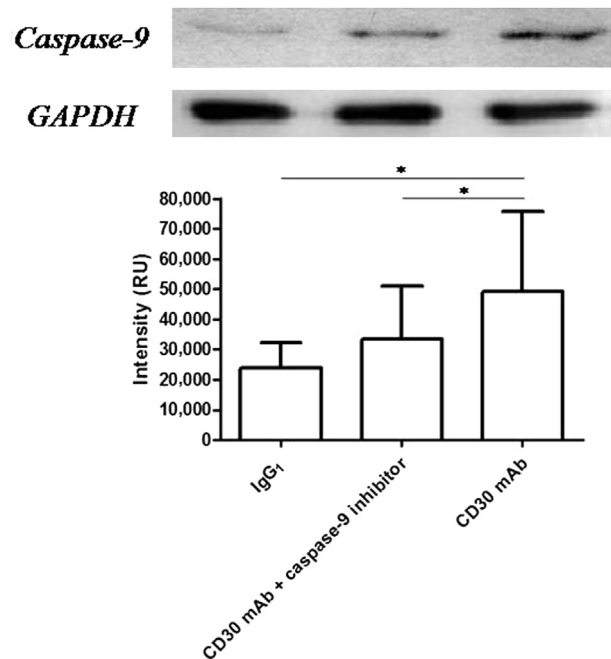 Caspase-9
GAPDH
*
*
80,000
70,000
60,000
50,000
40,000
30,000
20,000
10,000
0
Intensity (RU)
IgG₁
CD30 mAb + caspase-9 inhibitor
CD30 mAb